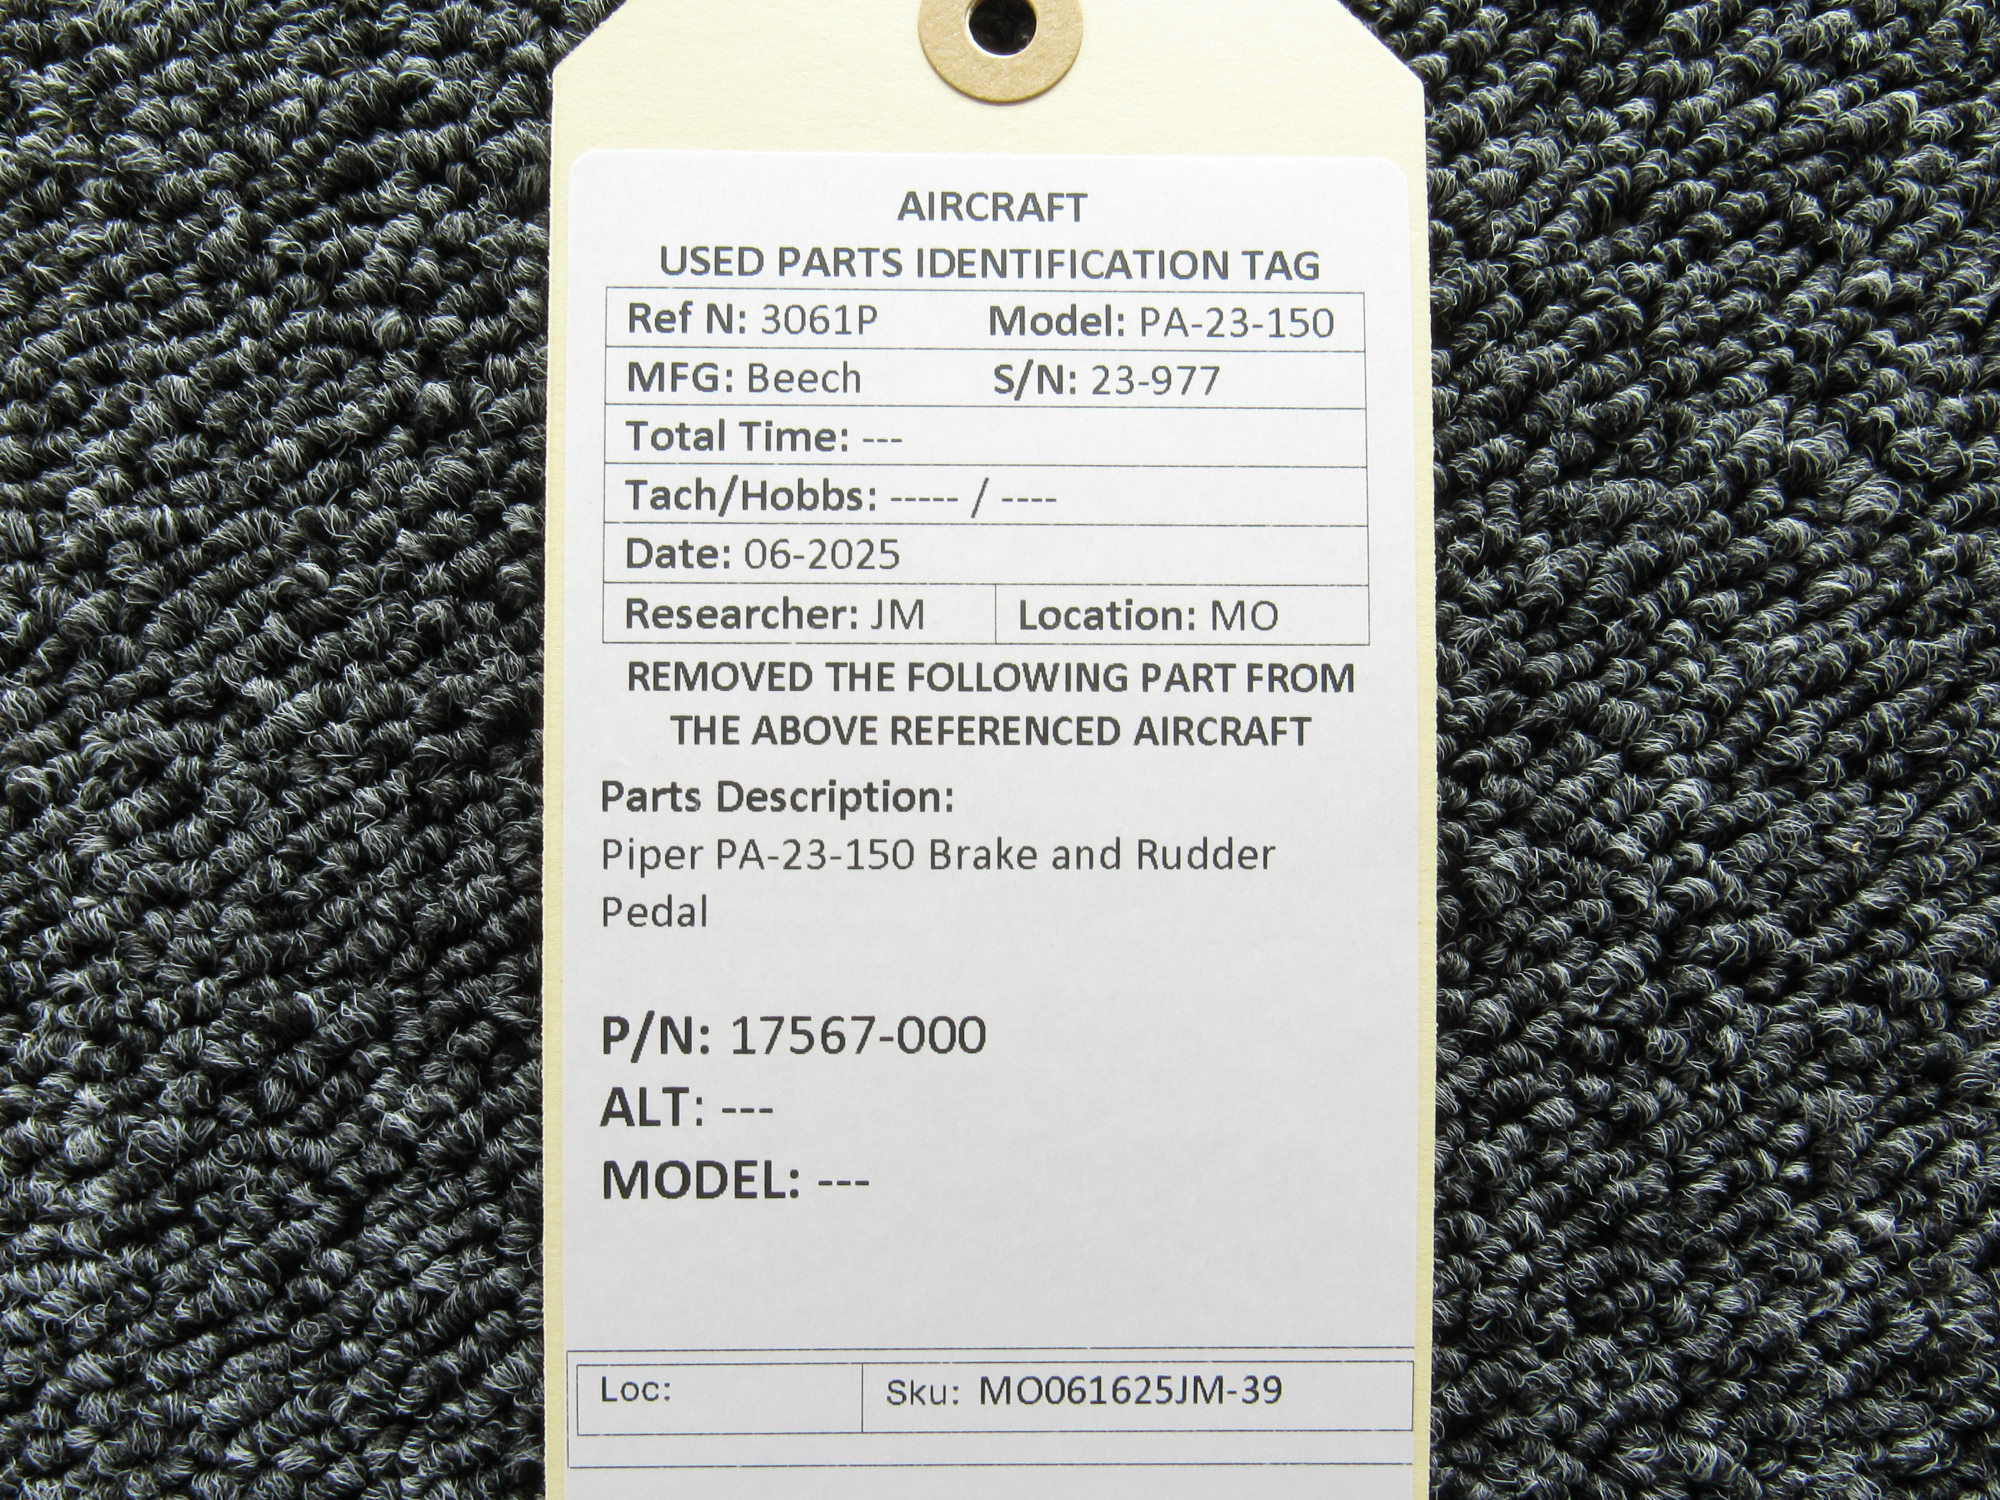 AIRCRAFT
USED PARTS IDENTIFICATION TAG
Ref N: 3061P Model: PA-23-150
MFG: Beech S/N: 23-977
Total Time: ---
Tach/Hobbs: ----- / ----
Date: 06-2025
Researcher: JM Location: MO
REMOVED THE FOLLOWING PART FROM
THE ABOVE REFERENCED AIRCRAFT
Parts Description:
Piper PA-23-150 Brake and Rudder
Pedal
P/N: 17567-000
ALT: ---
MODEL: ---
Loc: Sku: MO061625JM-39